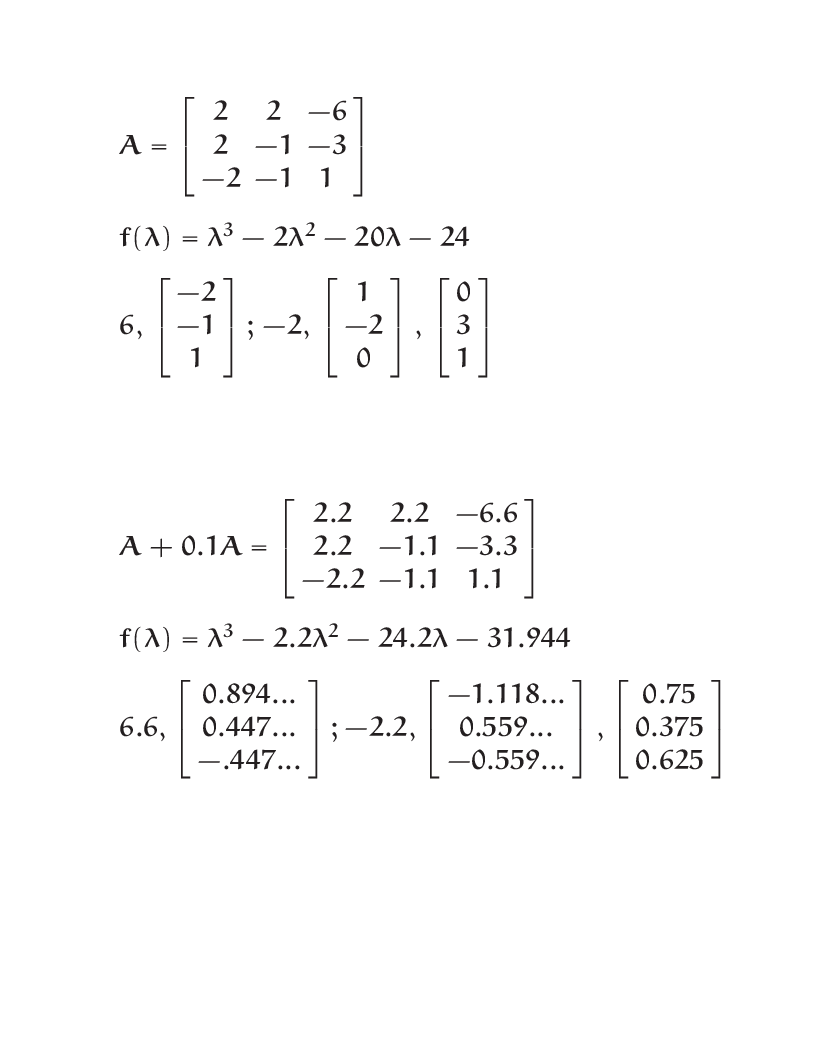 A = [ 2 2 −6
2 −1 −3
−2 −1 1 ]
f(λ) = λ³ − 2λ² − 20λ − 24
6, [ −2 −1 1 ] ; −2, [ 1 −2 0 ] , [ 0 3 1 ]
A + 0.1A = [ 2.2 2.2 −6.6
2.2 −1.1 −3.3
−2.2 −1.1 1.1 ]
f(λ) = λ³ − 2.2λ² − 24.2λ − 31.944
6.6, [ 0.894... 0.447... −.447... ] ; −2.2, [ −1.118... 0.559... −0.559... ] , [ 0.75 0.375 0.625 ]